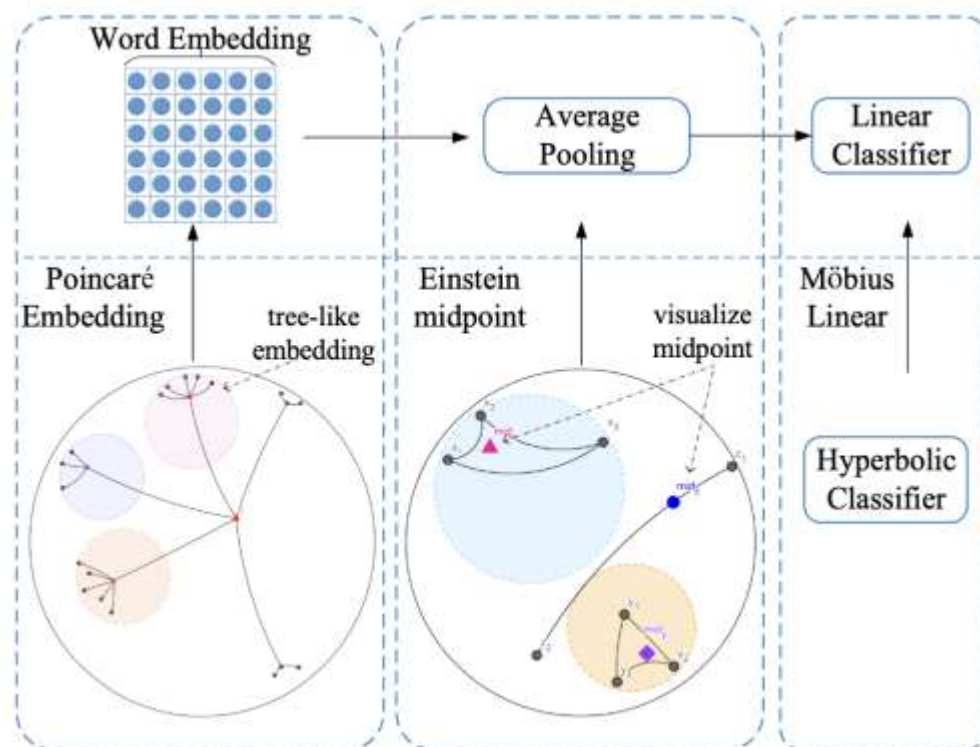 Word Embedding
Average
Pooling
Linear
Classifier
Poincaré
Embedding
tree-like
embedding
Einstein
midpoint
visualize
midpoint
Möbius
Linear
Hyperbolic
Classifier